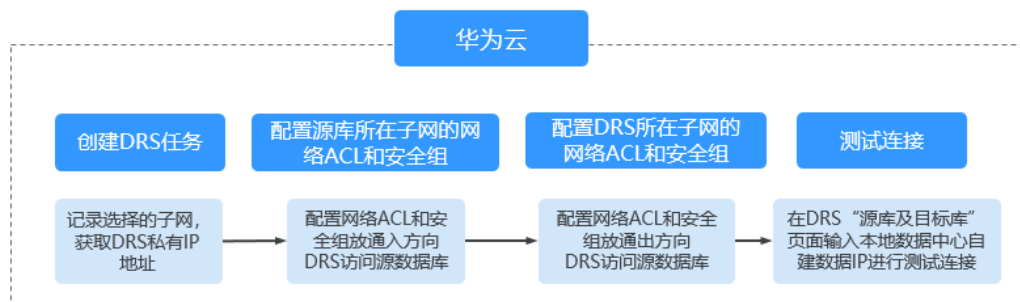 华为云
创建DRS任务
配置源库所在子网的网
络ACL和安全组
配置DRS所在子网的
网络ACL和安全组
测试连接
记录选择的子网,
获取DRS私有IP
地址
配置网络ACL和安
全组放通入方向
DRS访问源数据库
配置网络ACL和安全
组放通出方向
DRS访问源数据库
在DRS“源库及目标库”
页面输入本地数据中心自
建数据IP进行测试连接